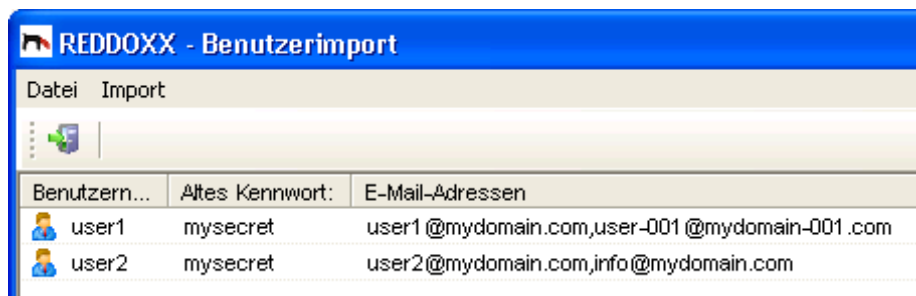 REDDOXX - Benutzerimport
Datei Import
Benutzern... Altes Kennwort: E-Mail-Adressen
user1 mysecret user1@mydomain.com,user-001@mydomain-001.com
user2 mysecret user2@mydomain.com,info@mydomain.com